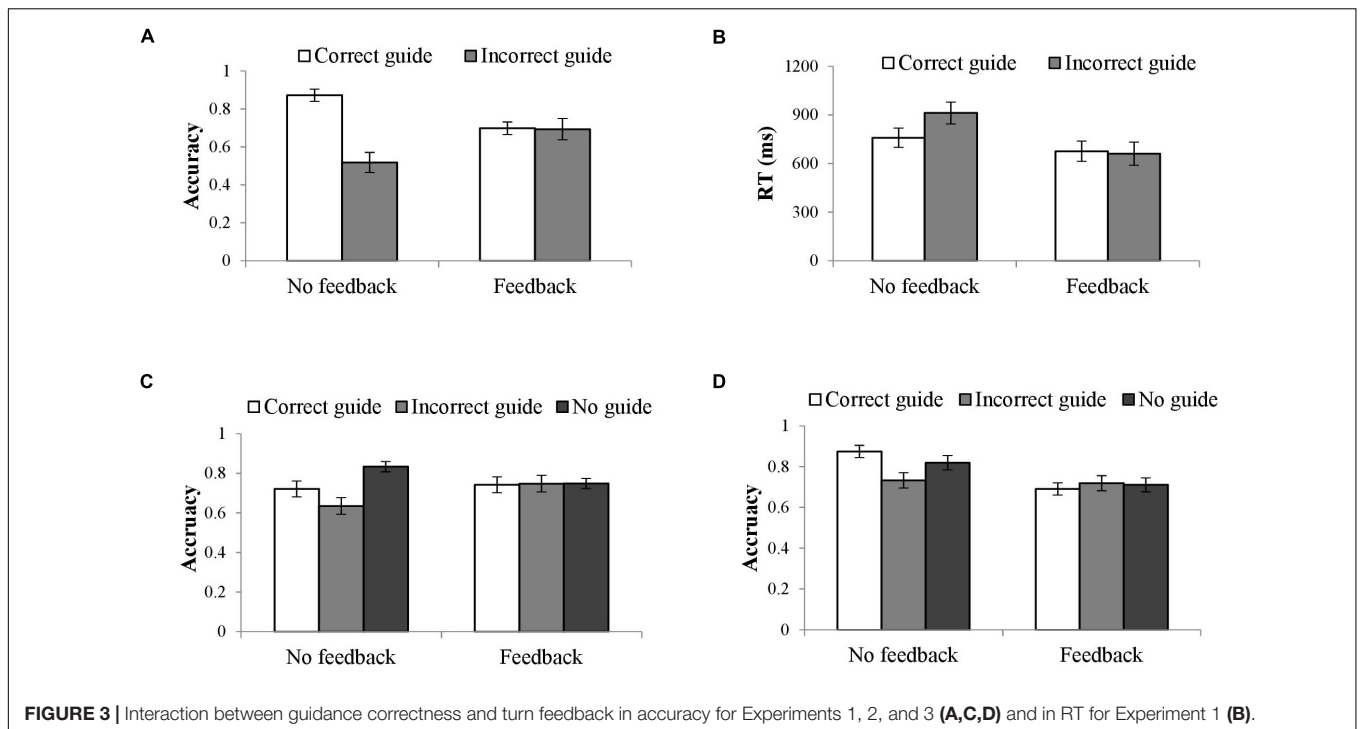 A
Correct guide Incorrect guide
1
0.8
0.6
0.4
0.2
0
Accuracy
No feedback Feedback
B
Correct guide Incorrect guide
1200
900
600
300
0
RT (ms)
No feedback Feedback
C
Correct guide Incorrect guide No guide
1
0.8
0.6
0.4
0.2
0
Accruacy
No feedback Feedback
D
Correct guide Incorrect guide No guide
1
0.8
0.6
0.4
0.2
0
Accruacy
No feedback Feedback
FIGURE 3 | Interaction between guidance correctness and turn feedback in accuracy for Experiments 1, 2, and 3 (A,C,D) and in RT for Experiment 1 (B).